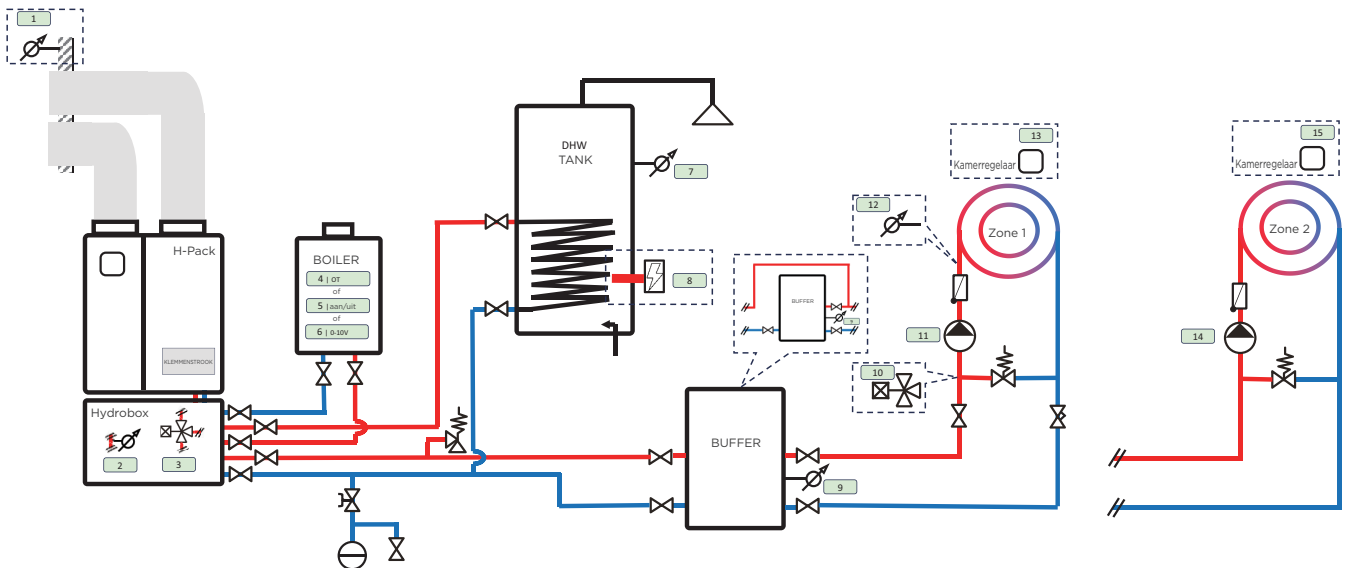 1
H-Pack
KLEMMENSTROOK
Hydrobox
2
3
BOILER
4 | OT
of
5 | aan/uit
of
6 | 0-10V
DHW
TANK
7
8
BUFFER
9
BUFFER
9
10
11
12
13
Kamerregelaar
Zone 1
14
15
Kamerregelaar
Zone 2